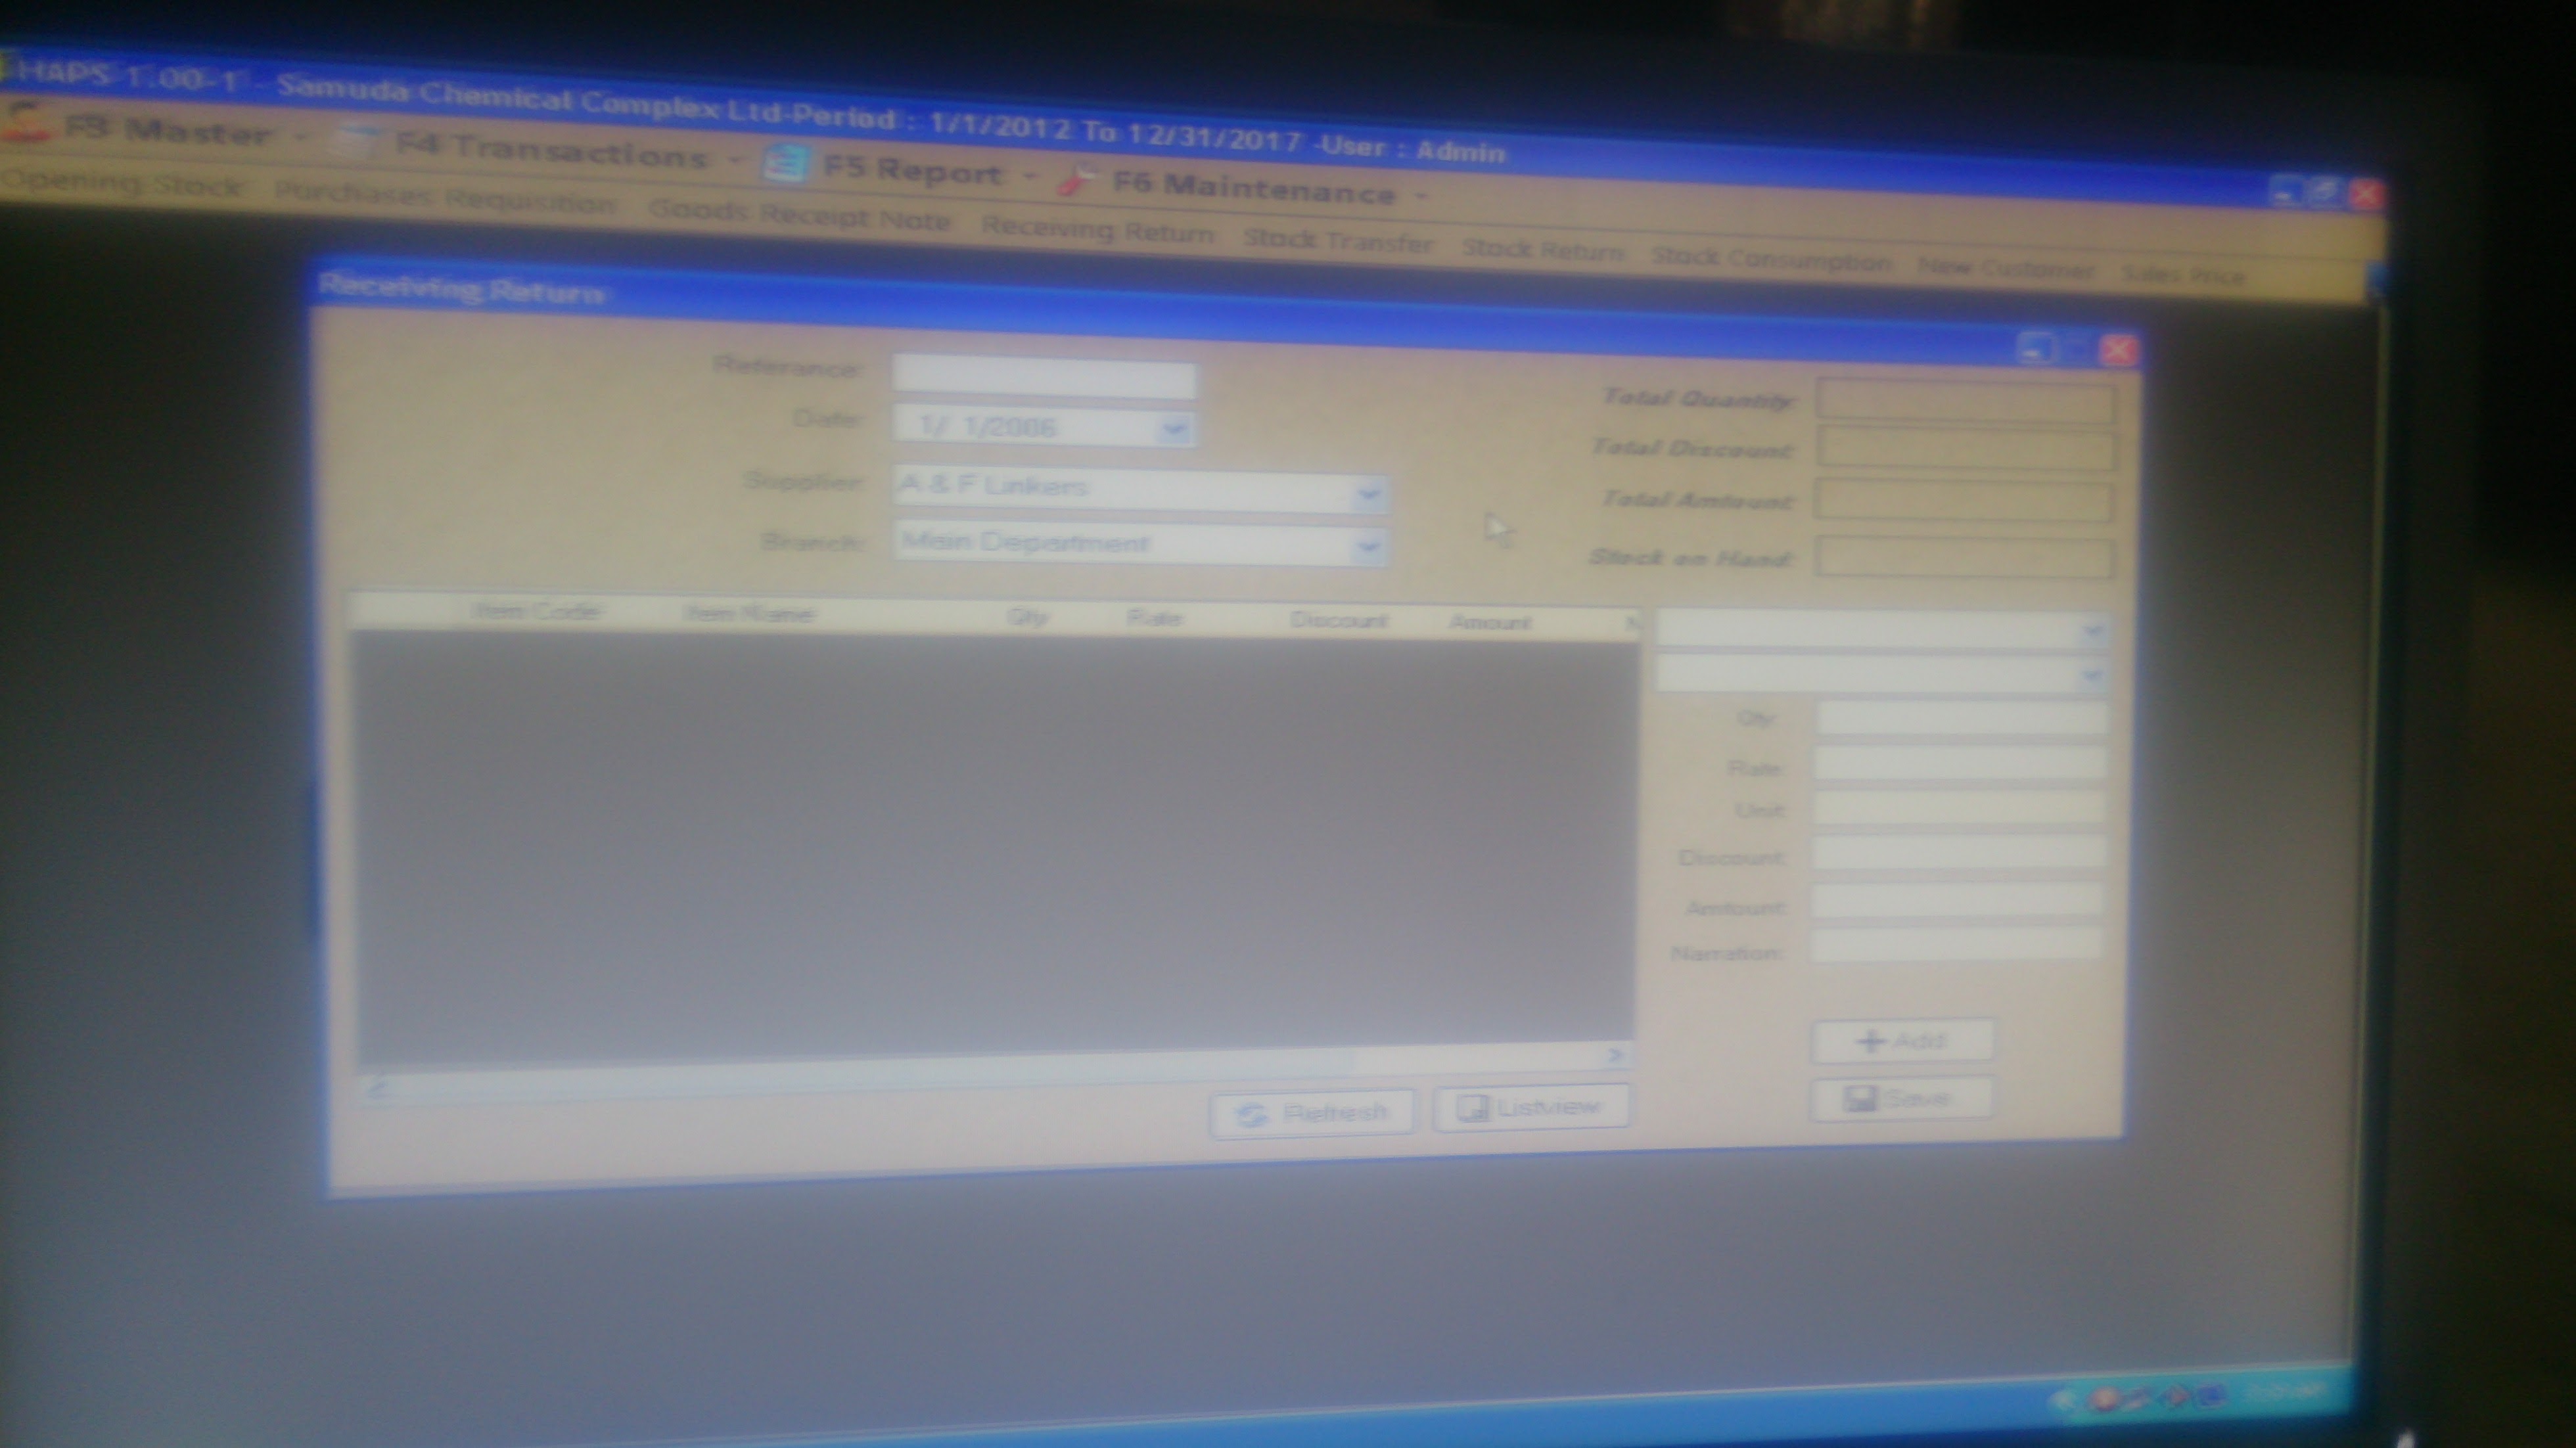 HAPS 1.00-1 - Samuda Chemical Complex Ltd-Period : 1/1/2012 To 12/31/2017 -User : Admin
F3 Master F4 Transactions F5 Report F6 Maintenance
Opening Stock Purchases Requisition Goods Receipt Note Receiving Return Stock Transfer Stock Return Stock Consumption New Customer Sales Price
Receiving Return
Referance:
Date: 1/ 1/2006
Supplier: A & F Linkers
Branch: Main Department
Total Quantity:
Total Discount:
Total Amtount:
Stock on Hand:
Item Code Item Name Qty Rate Discount Amount N
Qty:
Rate:
Unit:
Discount:
Amtount:
Narration:
Add
Save
Refresh Listview